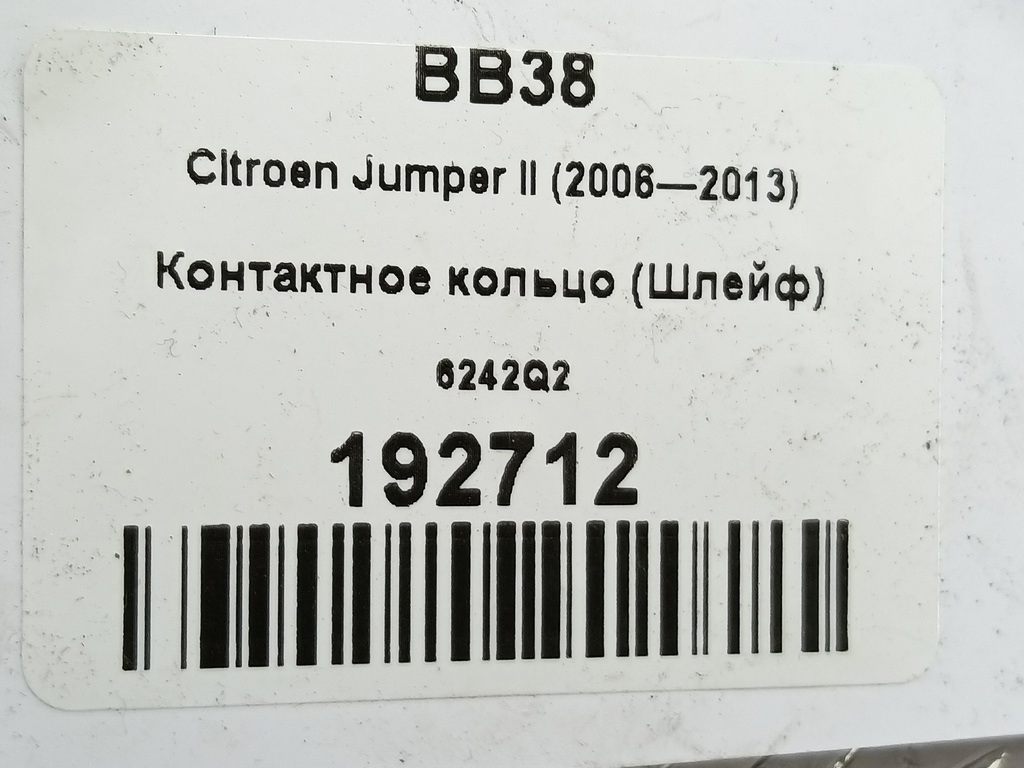 BB38
Citroen Jumper II (2006—2013)
Контактное кольцо (Шлейф)
6242Q2
192712